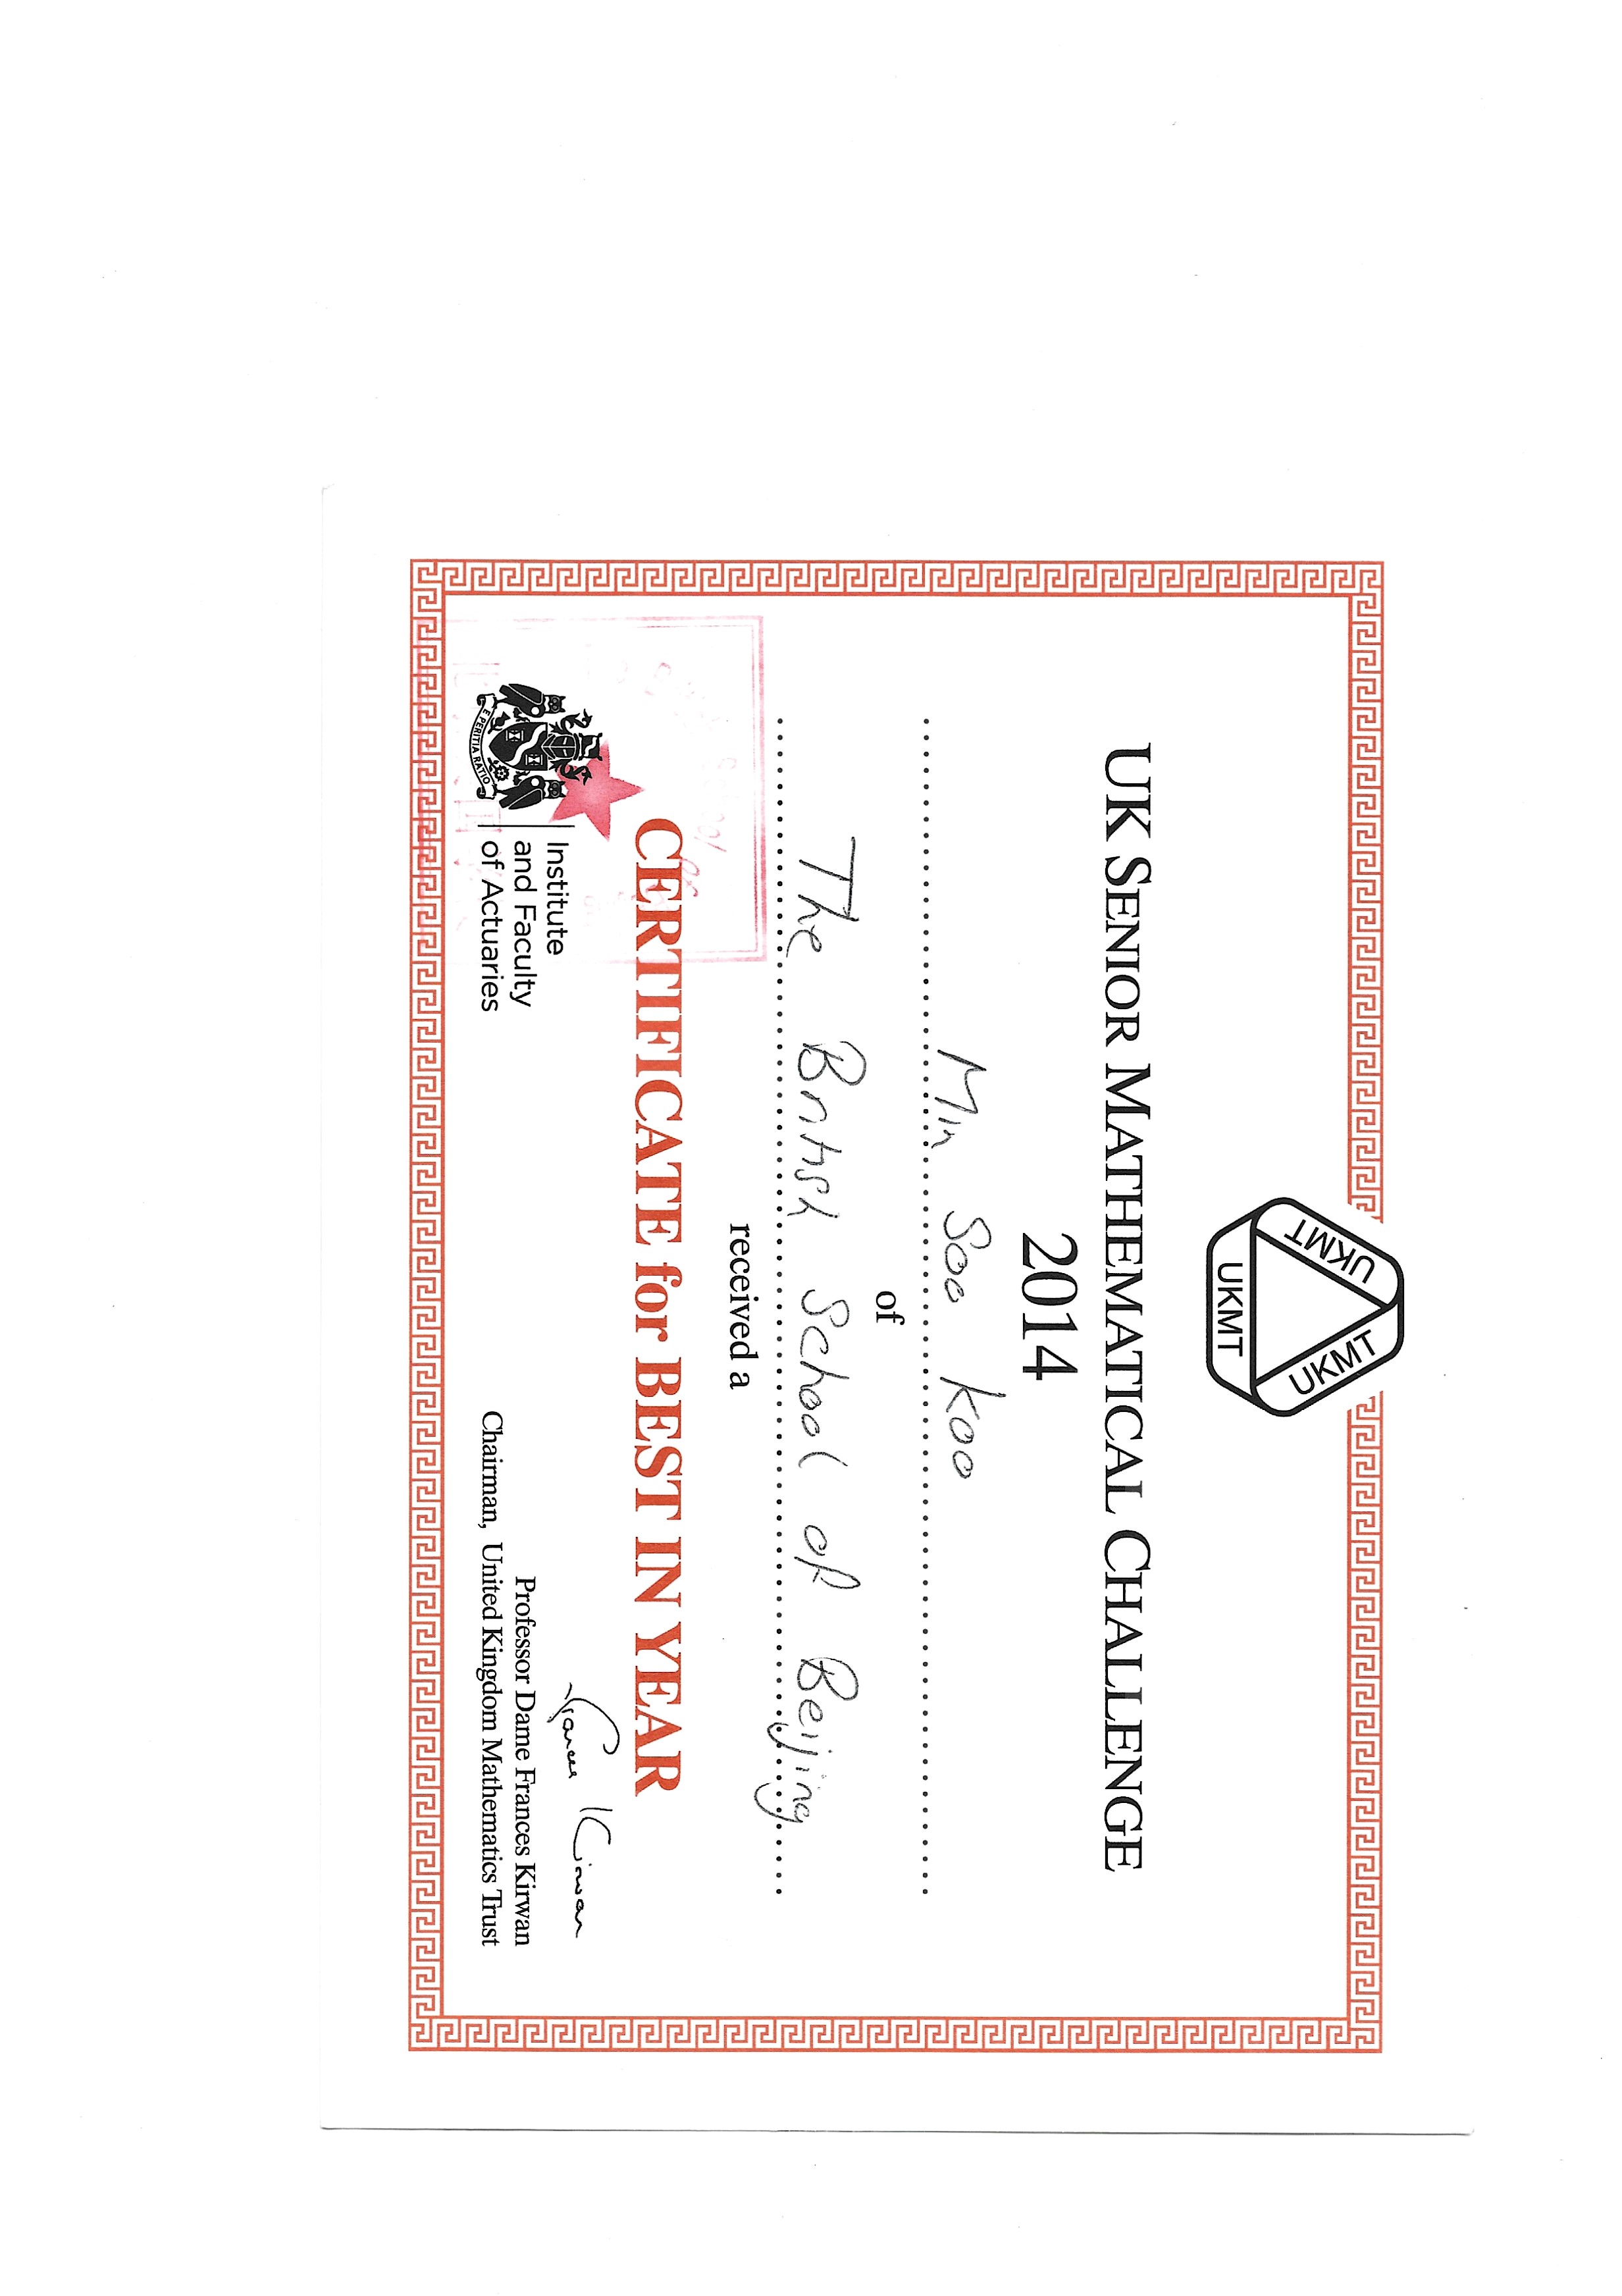 UKMT
UKMT
UKMT
UK SENIOR MATHEMATICAL CHALLENGE
2014
Min Soo Koo
of
The British School of Beijing
received a
CERTIFICATE for BEST IN YEAR
E PERITIA RATIO
Institute
and Faculty
of Actuaries
Frances Kirwan
Professor Dame Frances Kirwan
Chairman, United Kingdom Mathematics Trust